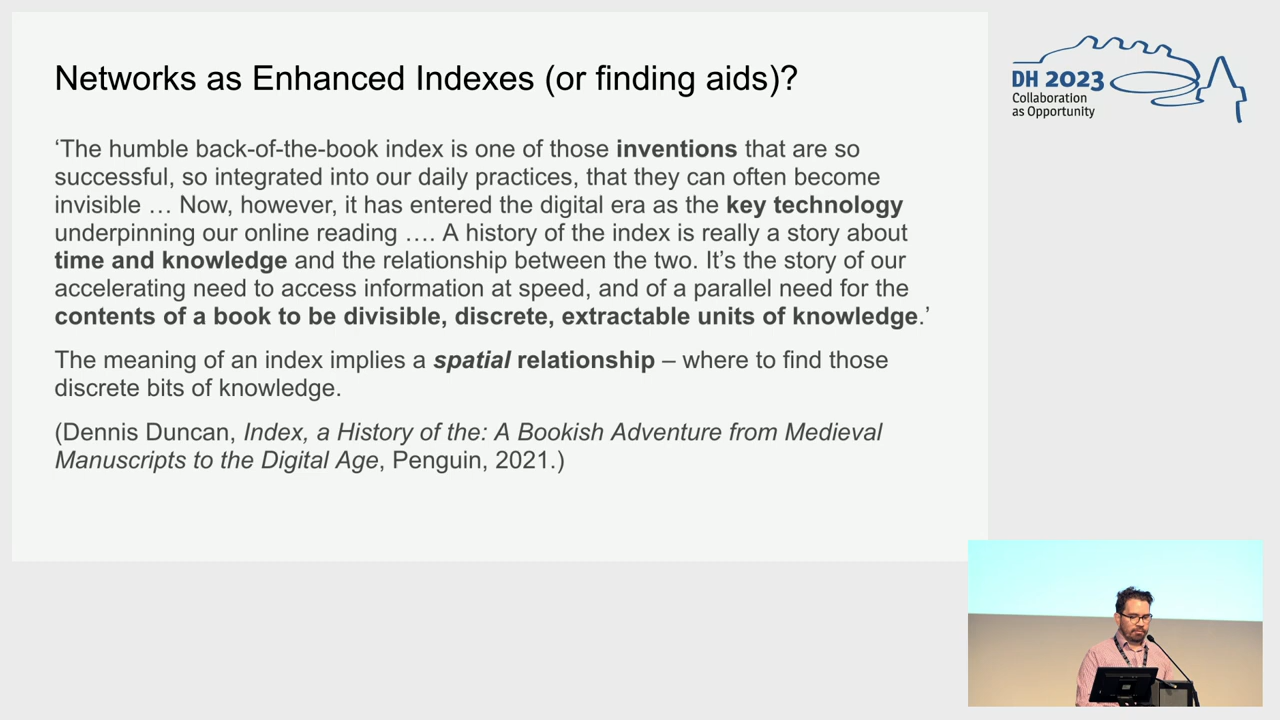 Networks as Enhanced Indexes (or finding aids)?
‘The humble back-of-the-book index is one of those inventions that are so
successful, so integrated into our daily practices, that they can often become
invisible … Now, however, it has entered the digital era as the key technology
underpinning our online reading …. A history of the index is really a story about
time and knowledge and the relationship between the two. It’s the story of our
accelerating need to access information at speed, and of a parallel need for the
contents of a book to be divisible, discrete, extractable units of knowledge.’
The meaning of an index implies a spatial relationship – where to find those
discrete bits of knowledge.
(Dennis Duncan, Index, a History of the: A Bookish Adventure from Medieval
Manuscripts to the Digital Age, Penguin, 2021.)
DH 2023
Collaboration
as Opportunity